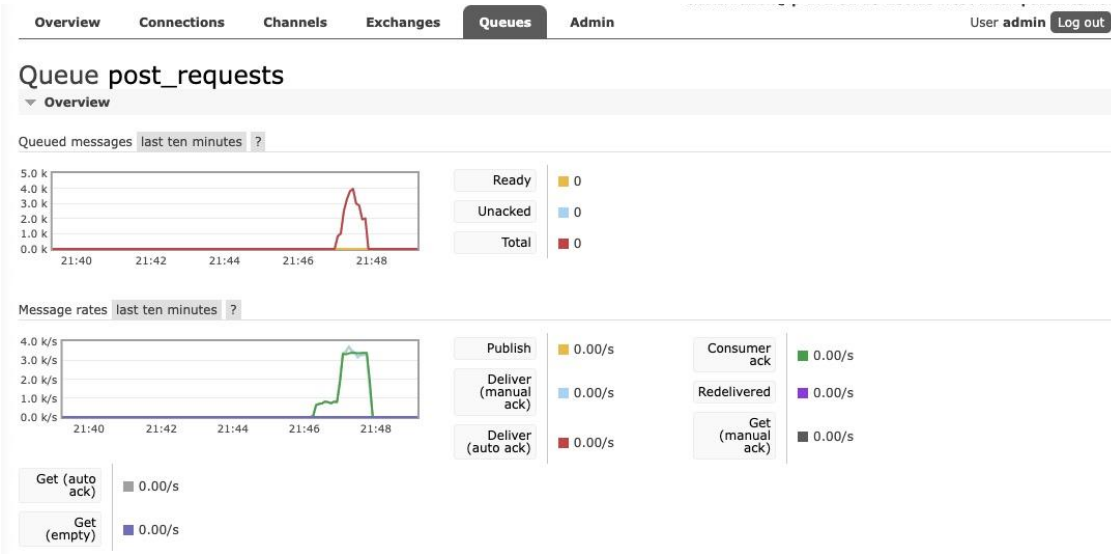 Overview Connections Channels Exchanges Queues Admin
User admin Log out
Queue post_requests
Overview
Queued messages last ten minutes ?
5.0 k
4.0 k
3.0 k
2.0 k
1.0 k
0.0 k
21:40 21:42 21:44 21:46 21:48
Ready 0
Unacked 0
Total 0
Message rates last ten minutes ?
4.0 k/s
3.0 k/s
2.0 k/s
1.0 k/s
0.0 k/s
21:40 21:42 21:44 21:46 21:48
Publish 0.00/s
Deliver
(manual
ack) 0.00/s
Deliver
(auto ack) 0.00/s
Consumer
ack 0.00/s
Redelivered 0.00/s
Get
(manual
ack) 0.00/s
Get (auto
ack) 0.00/s
Get
(empty) 0.00/s